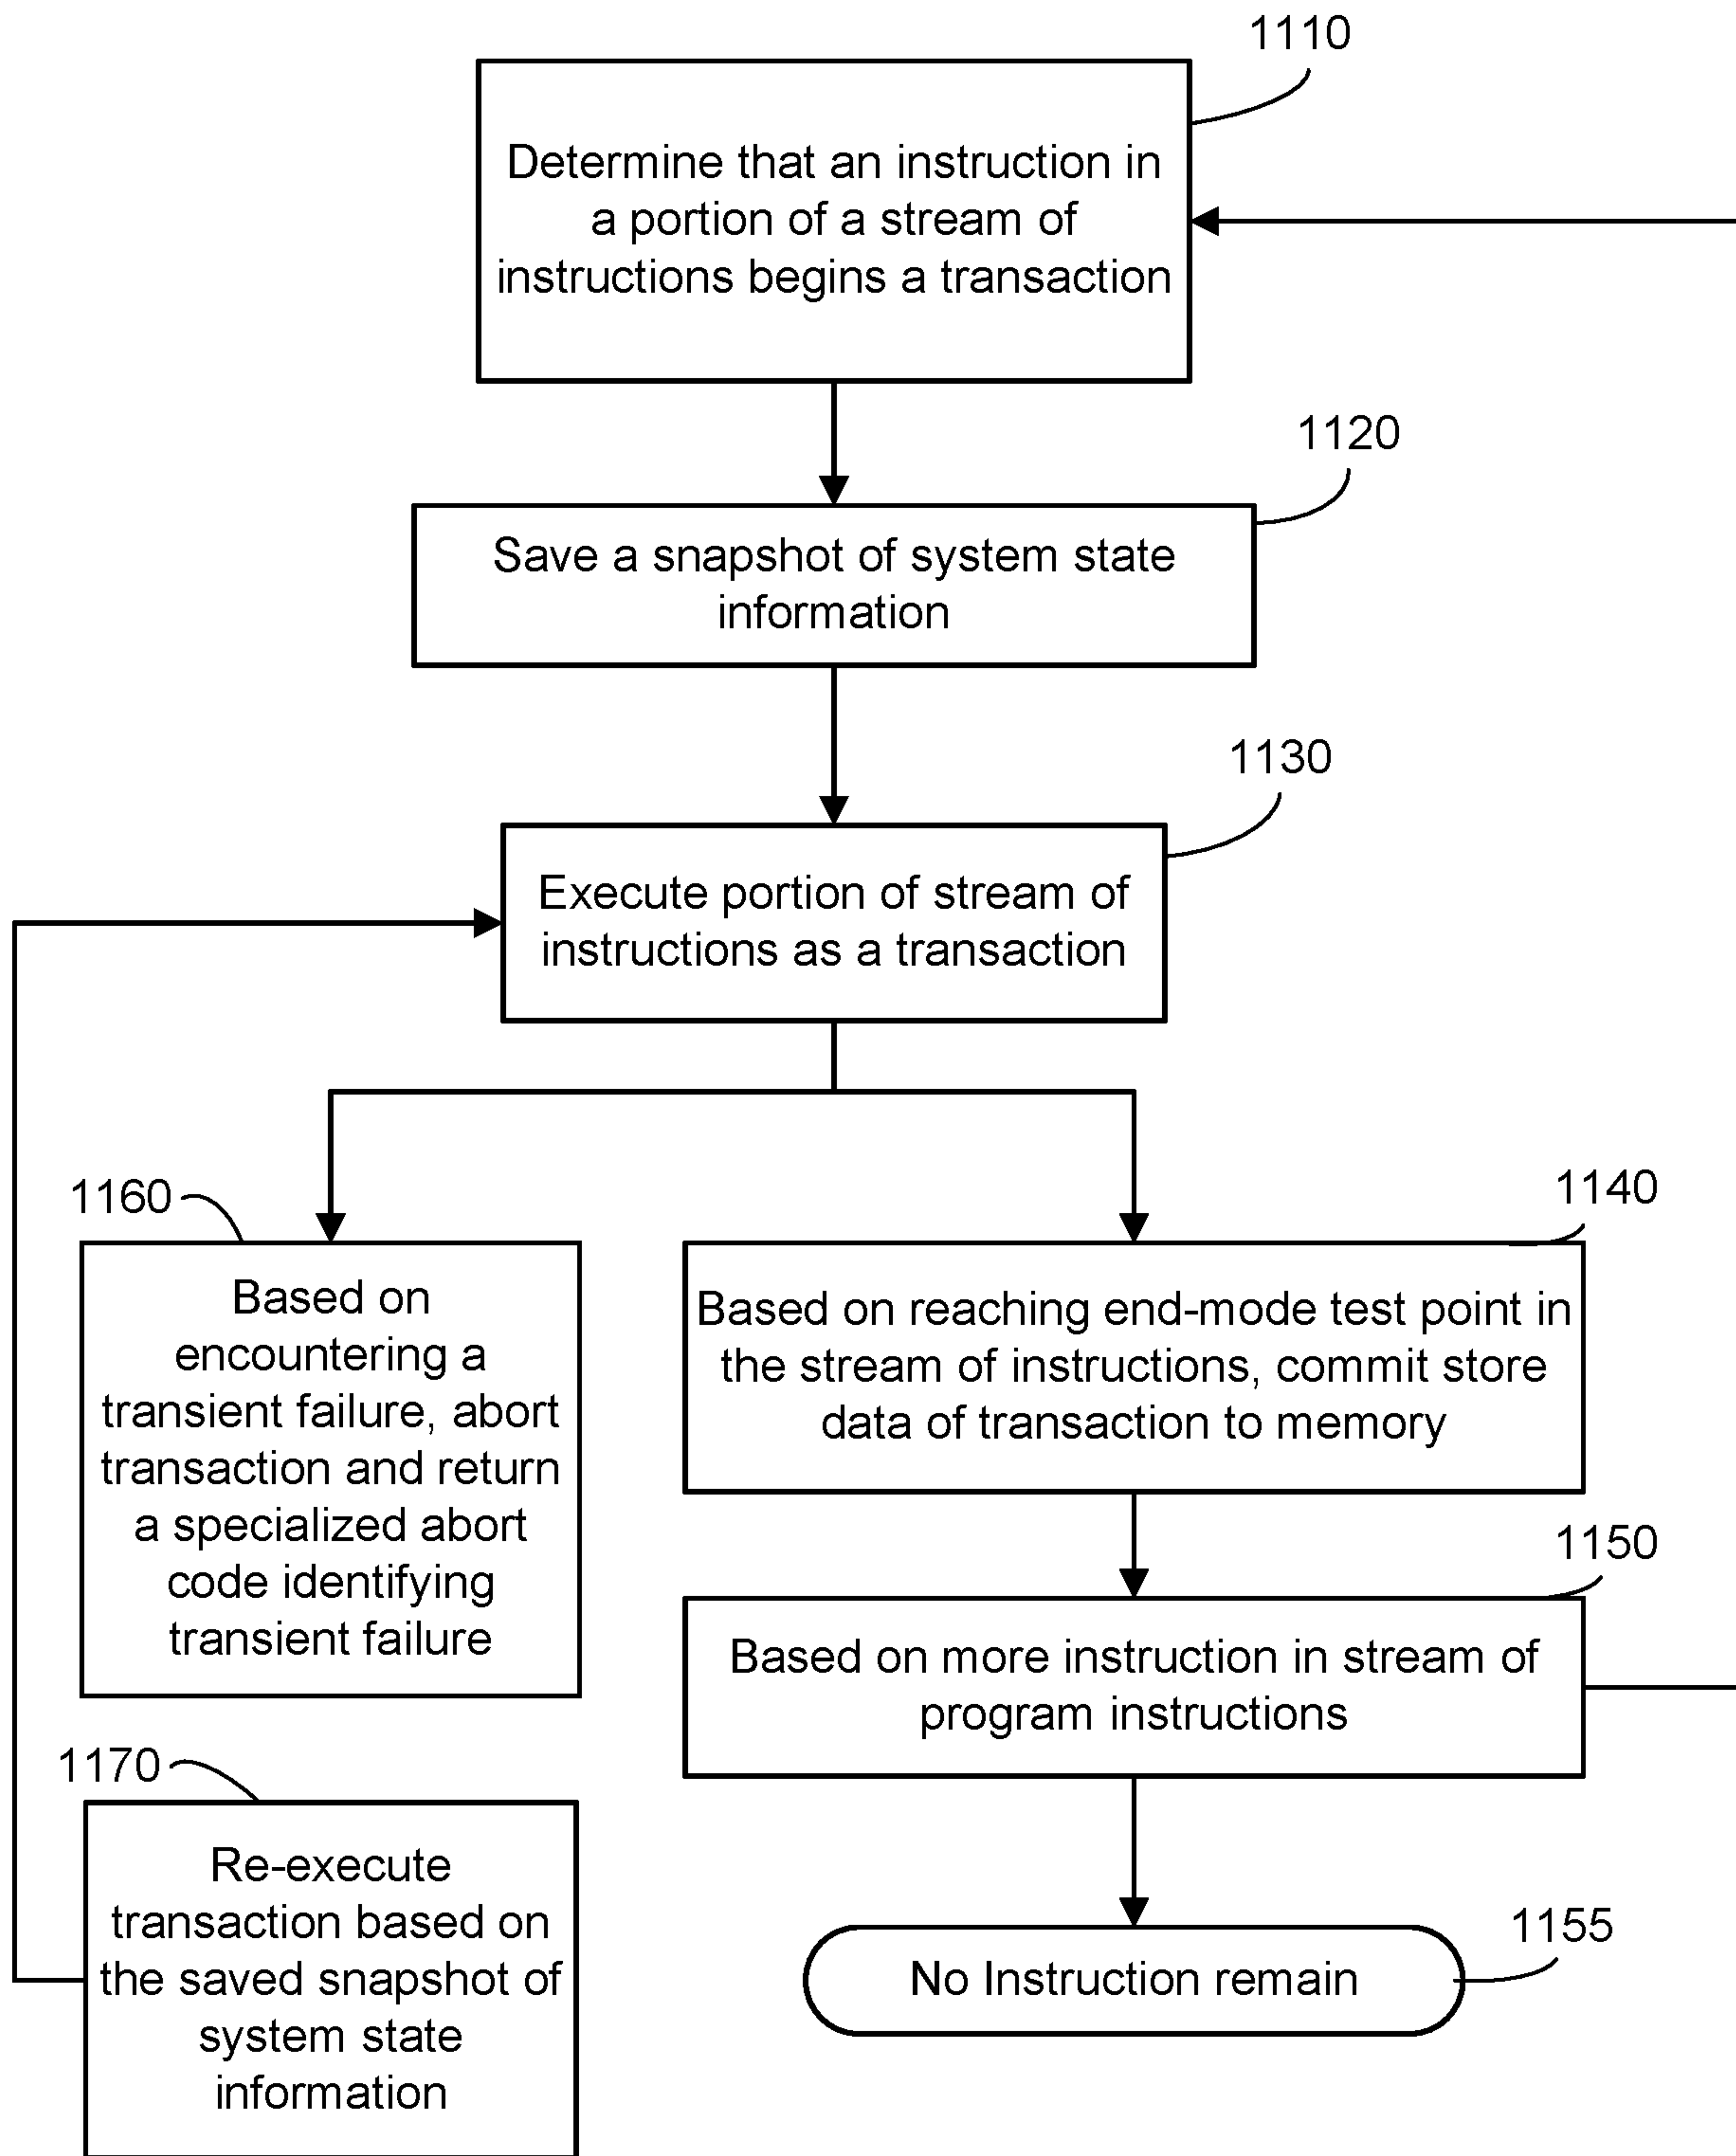 1110
Determine that an instruction in
a portion of a stream of
instructions begins a transaction
1120
Save a snapshot of system state
information
1130
Execute portion of stream of
instructions as a transaction
1160
Based on
encountering a
transient failure, abort
transaction and return
a specialized abort
code identifying
transient failure
1140
Based on reaching end-mode test point in
the stream of instructions, commit store
data of transaction to memory
1150
Based on more instruction in stream of
program instructions
1170
Re-execute
transaction based on
the saved snapshot of
system state
information
1155
No Instruction remain